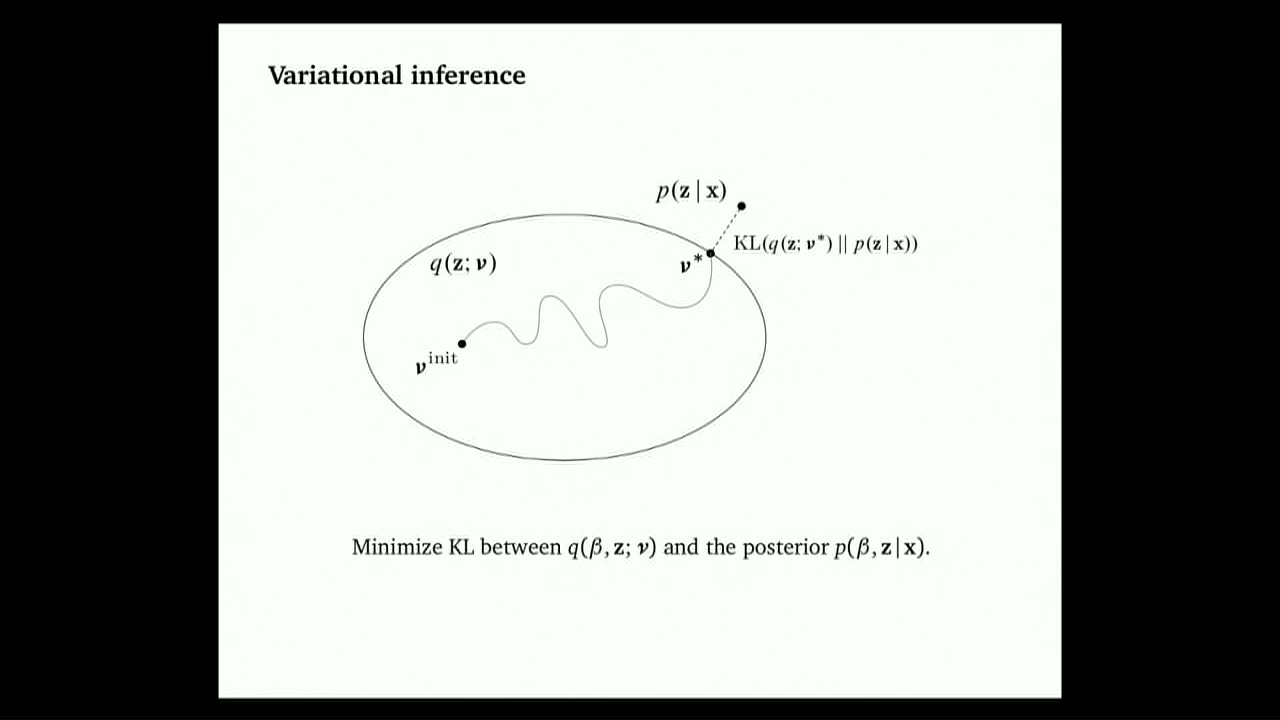 Variational inference
p(z | x)
KL(q(z; ν*) || p(z | x))
q(z; ν)
ν*
ν^init
Minimize KL between q(β, z; ν) and the posterior p(β, z | x).